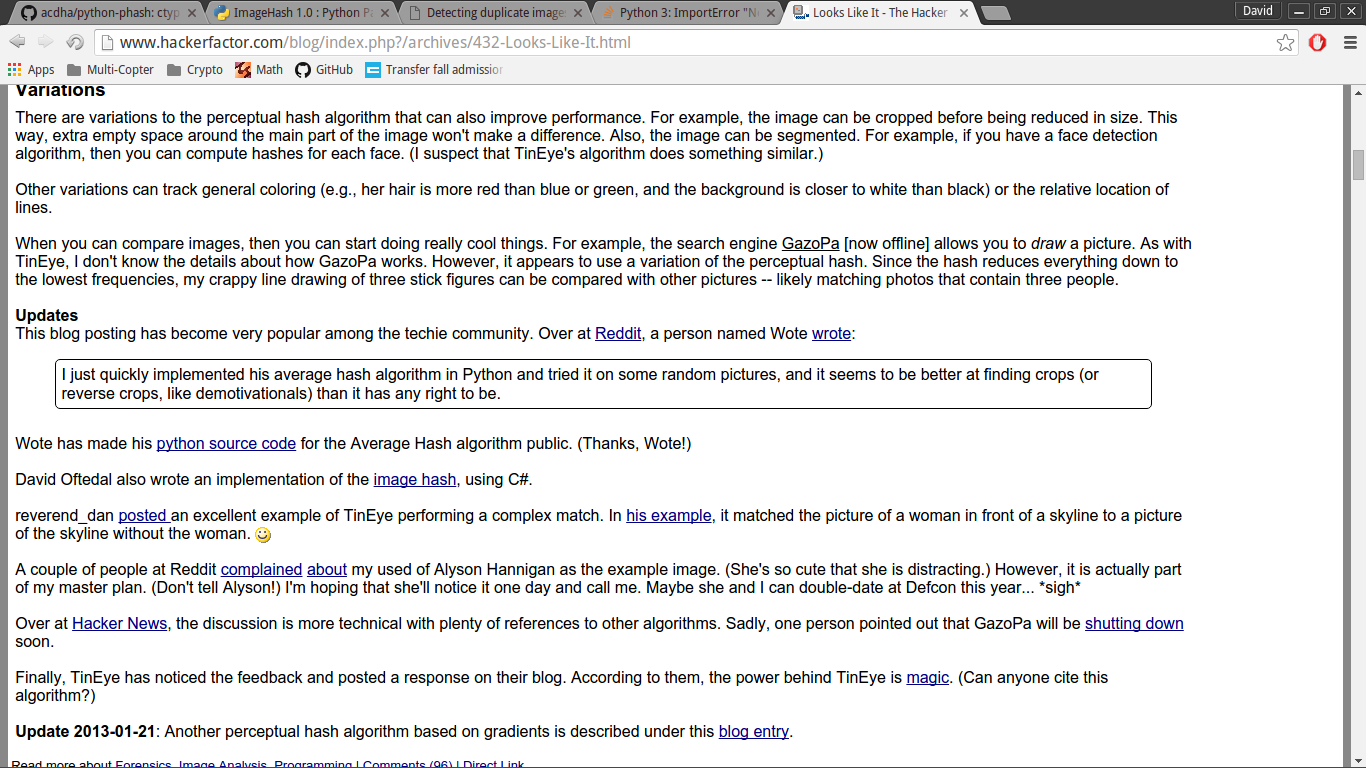 acdha/python-phash: ctyp
ImageHash 1.0 : Python Pa
Detecting duplicate image
Python 3: ImportError "N
Looks Like It - The Hacker
David
www.hackerfactor.com/blog/index.php?/archives/432-Looks-Like-It.html
Apps Multi-Copter Crypto Math GitHub Transfer fall admission
Variations
There are variations to the perceptual hash algorithm that can also improve performance. For example, the image can be cropped before being reduced in size. This
way, extra empty space around the main part of the image won't make a difference. Also, the image can be segmented. For example, if you have a face detection
algorithm, then you can compute hashes for each face. (I suspect that TinEye's algorithm does something similar.)
Other variations can track general coloring (e.g., her hair is more red than blue or green, and the background is closer to white than black) or the relative location of
lines.
When you can compare images, then you can start doing really cool things. For example, the search engine GazoPa [now offline] allows you to draw a picture. As with
TinEye, I don't know the details about how GazoPa works. However, it appears to use a variation of the perceptual hash. Since the hash reduces everything down to
the lowest frequencies, my crappy line drawing of three stick figures can be compared with other pictures -- likely matching photos that contain three people.
Updates
This blog posting has become very popular among the techie community. Over at Reddit, a person named Wote wrote:
I just quickly implemented his average hash algorithm in Python and tried it on some random pictures, and it seems to be better at finding crops (or
reverse crops, like demotivationals) than it has any right to be.
Wote has made his python source code for the Average Hash algorithm public. (Thanks, Wote!)
David Oftedal also wrote an implementation of the image hash, using C#.
reverend_dan posted an excellent example of TinEye performing a complex match. In his example, it matched the picture of a woman in front of a skyline to a picture
of the skyline without the woman.
A couple of people at Reddit complained about my used of Alyson Hannigan as the example image. (She's so cute that she is distracting.) However, it is actually part
of my master plan. (Don't tell Alyson!) I'm hoping that she'll notice it one day and call me. Maybe she and I can double-date at Defcon this year... *sigh*
Over at Hacker News, the discussion is more technical with plenty of references to other algorithms. Sadly, one person pointed out that GazoPa will be shutting down
soon.
Finally, TinEye has noticed the feedback and posted a response on their blog. According to them, the power behind TinEye is magic. (Can anyone cite this
algorithm?)
Update 2013-01-21: Another perceptual hash algorithm based on gradients is described under this blog entry.
Read more about Forensics, Image Analysis, Programming | Comments (96) | Direct Link